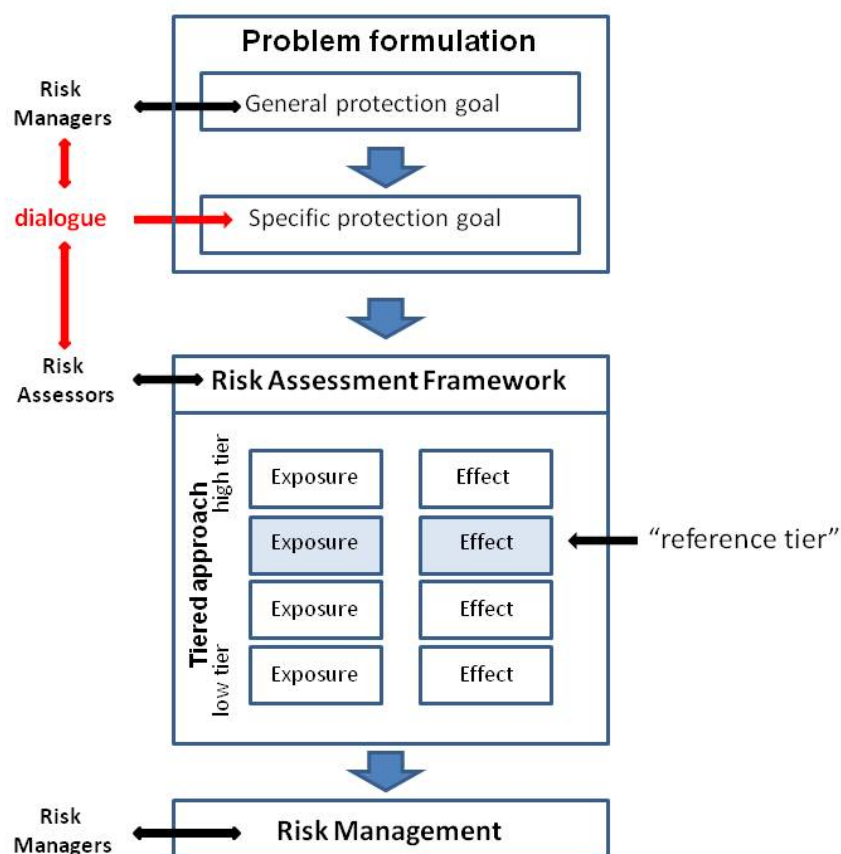 Problem formulation
Risk
Managers
General protection goal
dialogue
Specific protection goal
Risk
Assessors
Risk Assessment Framework
Tiered approach
high tier
low tier
Exposure
Effect
Exposure
Effect
"reference tier"
Exposure
Effect
Exposure
Effect
Risk
Managers
Risk Management